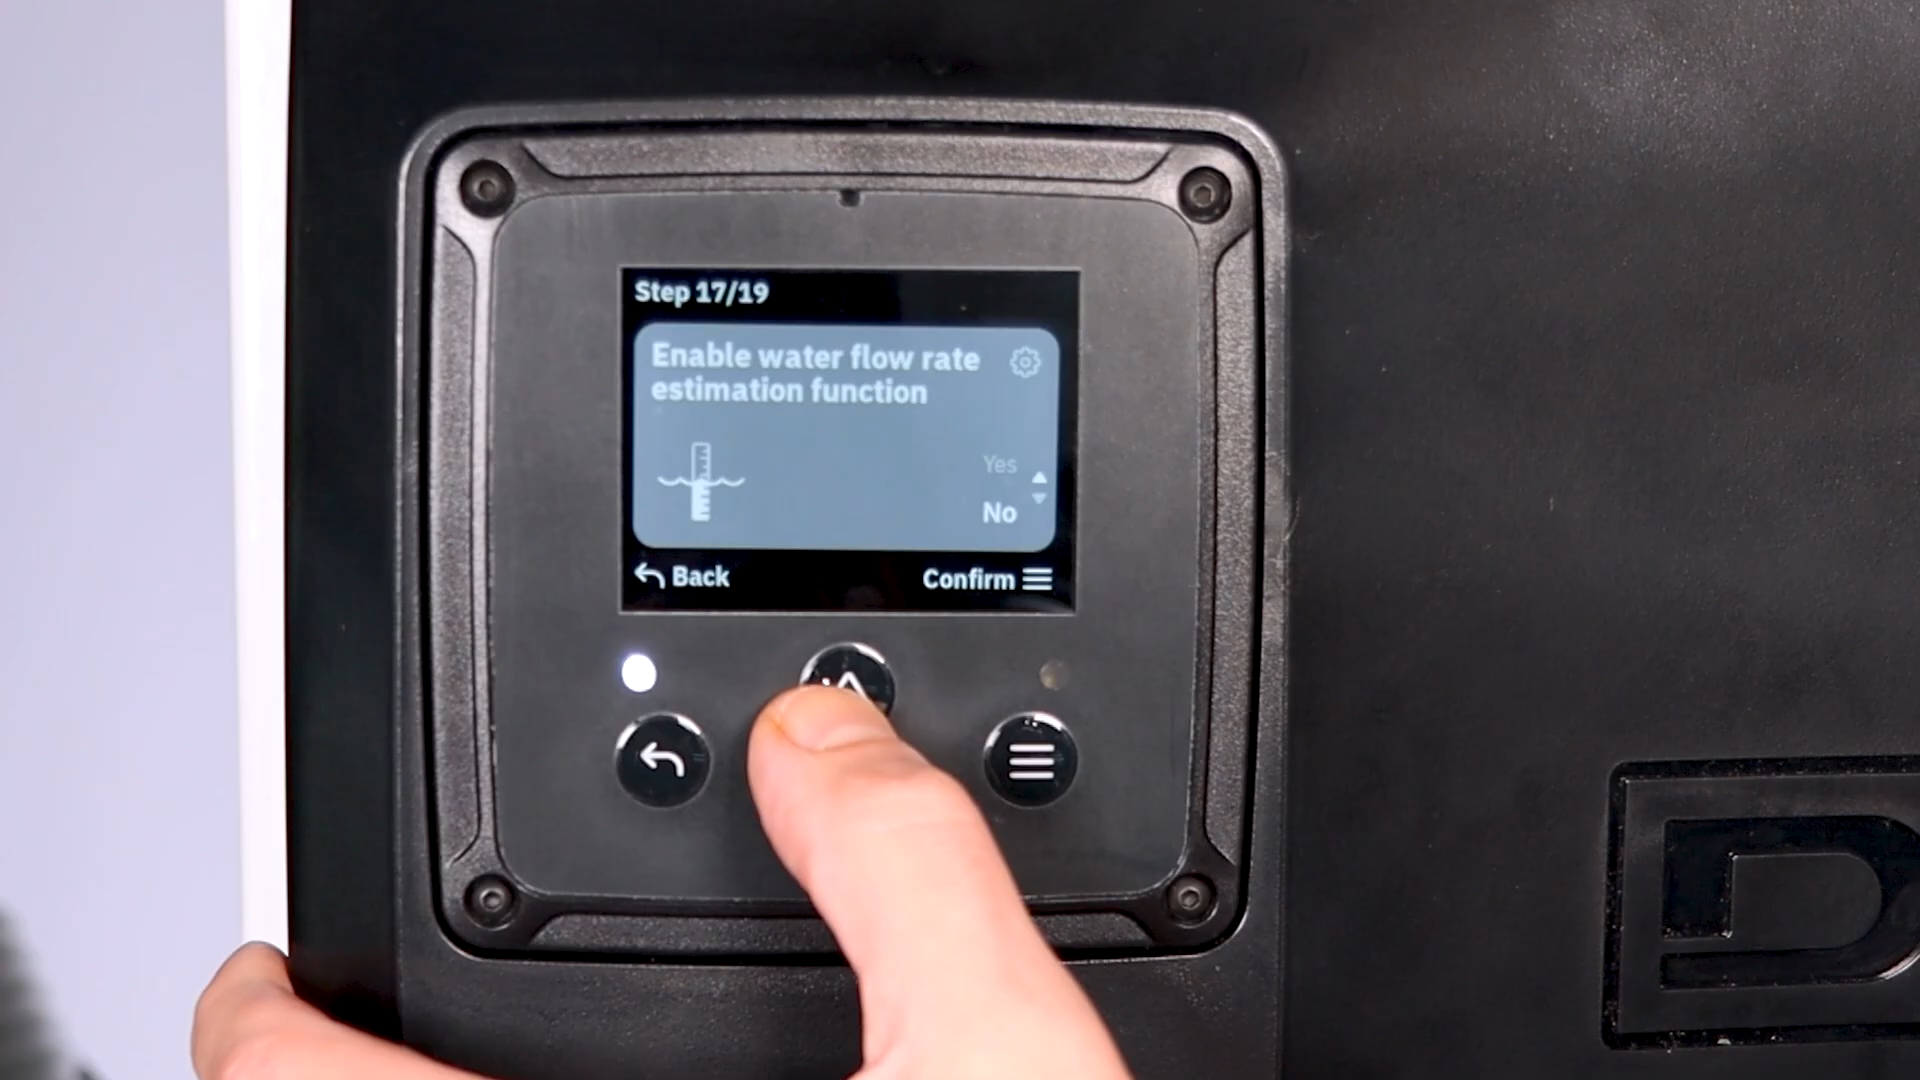 Step 17/19
Enable water flow rate
estimation function
Yes
No
Back
Confirm